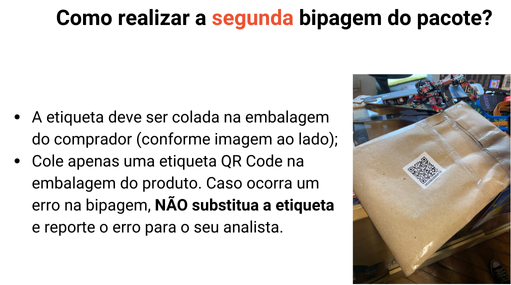 Como realizar a segunda bipagem do pacote?
• A etiqueta deve ser colada na embalagem
do comprador (conforme imagem ao lado);
• Cole apenas uma etiqueta QR Code na
embalagem do produto. Caso ocorra um
erro na bipagem, NÃO substitua a etiqueta
e reporte o erro para o seu analista.